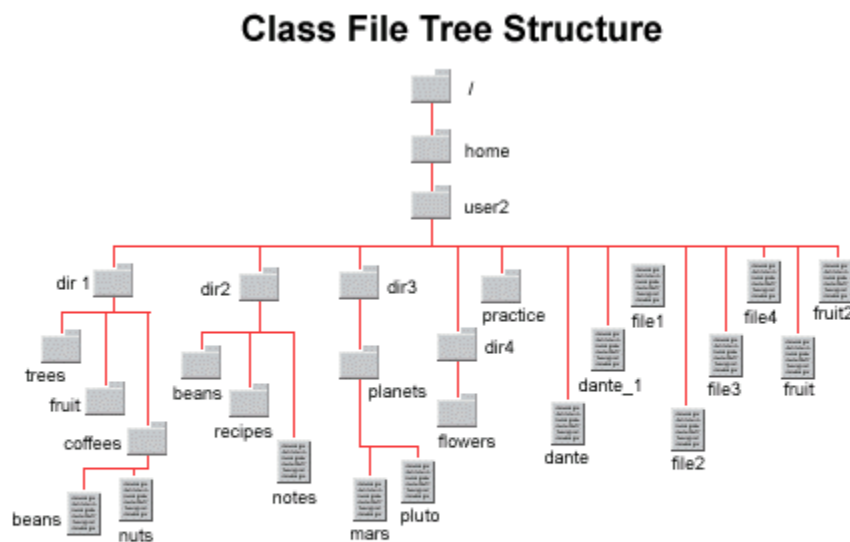 Class File Tree Structure
/
home
user2
dir 1
dir2
dir3
practice
dir4
file1
file4
fruit2
trees
fruit
coffees
beans
recipes
planets
flowers
dante_1
file3
fruit
dante
file2
beans
nuts
notes
mars
pluto